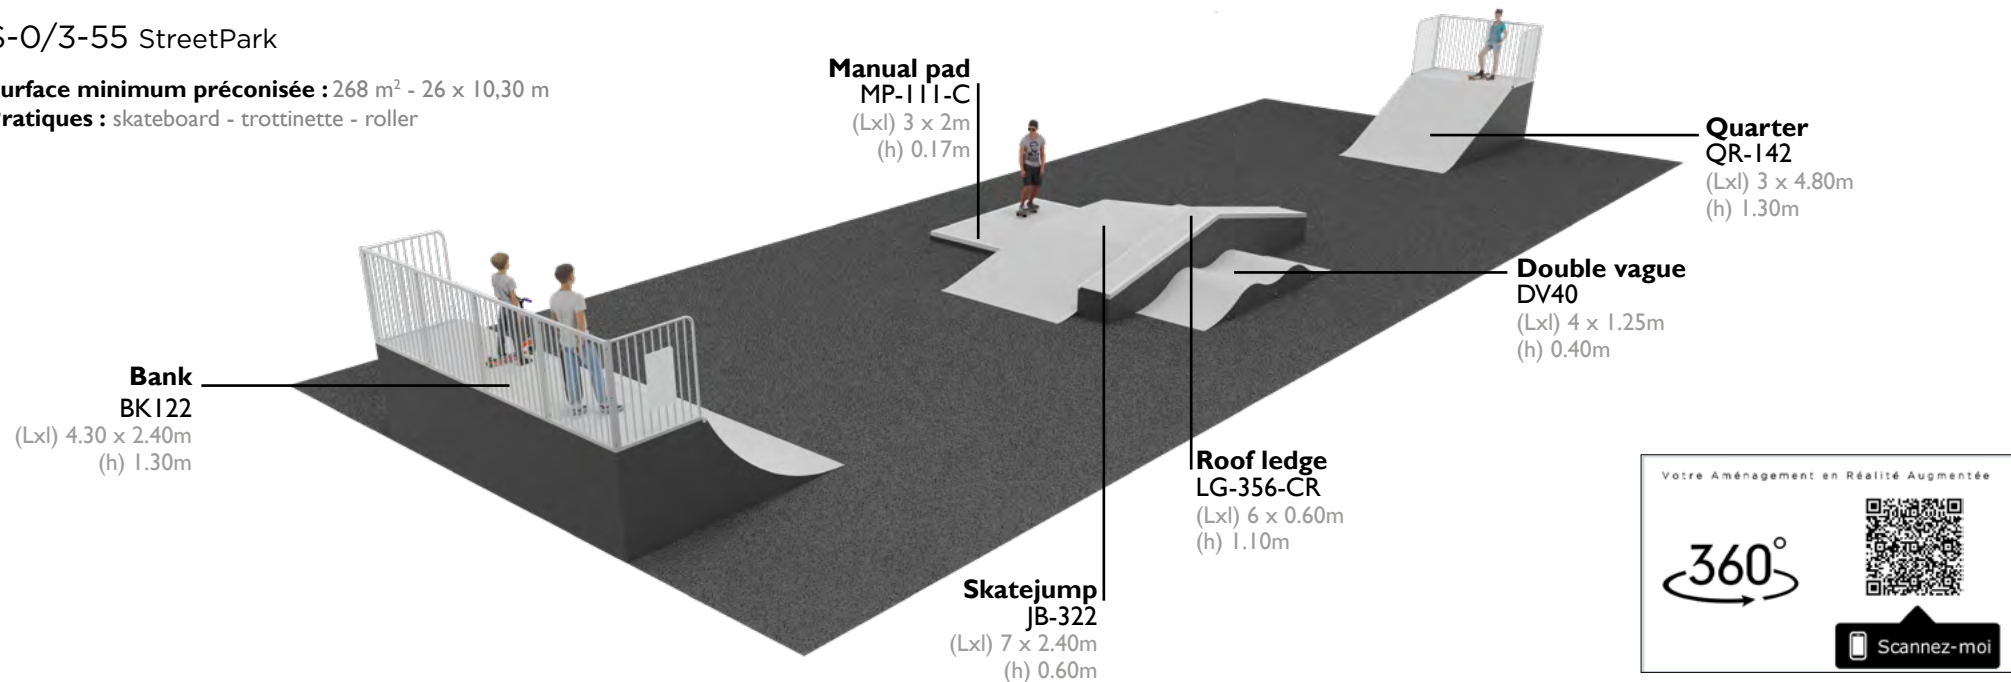 S-0/3-55 StreetPark
urface minimum préconisée : 268 m² - 26 x 10,30 m
ratiques : skateboard - trottinette - roller
Manual pad
MP-111-C
(Lxl) 3 x 2m
(h) 0.17m
Quarter
QR-142
(Lxl) 3 x 4.80m
(h) 1.30m
Double vague
DV40
(Lxl) 4 x 1.25m
(h) 0.40m
Bank
BK122
(Lxl) 4.30 x 2.40m
(h) 1.30m
Roof ledge
LG-356-CR
(Lxl) 6 x 0.60m
(h) 1.10m
Skatejump
JB-322
(Lxl) 7 x 2.40m
(h) 0.60m
Votre Aménagement en Réalité Augmentée
360°
Scannez-moi